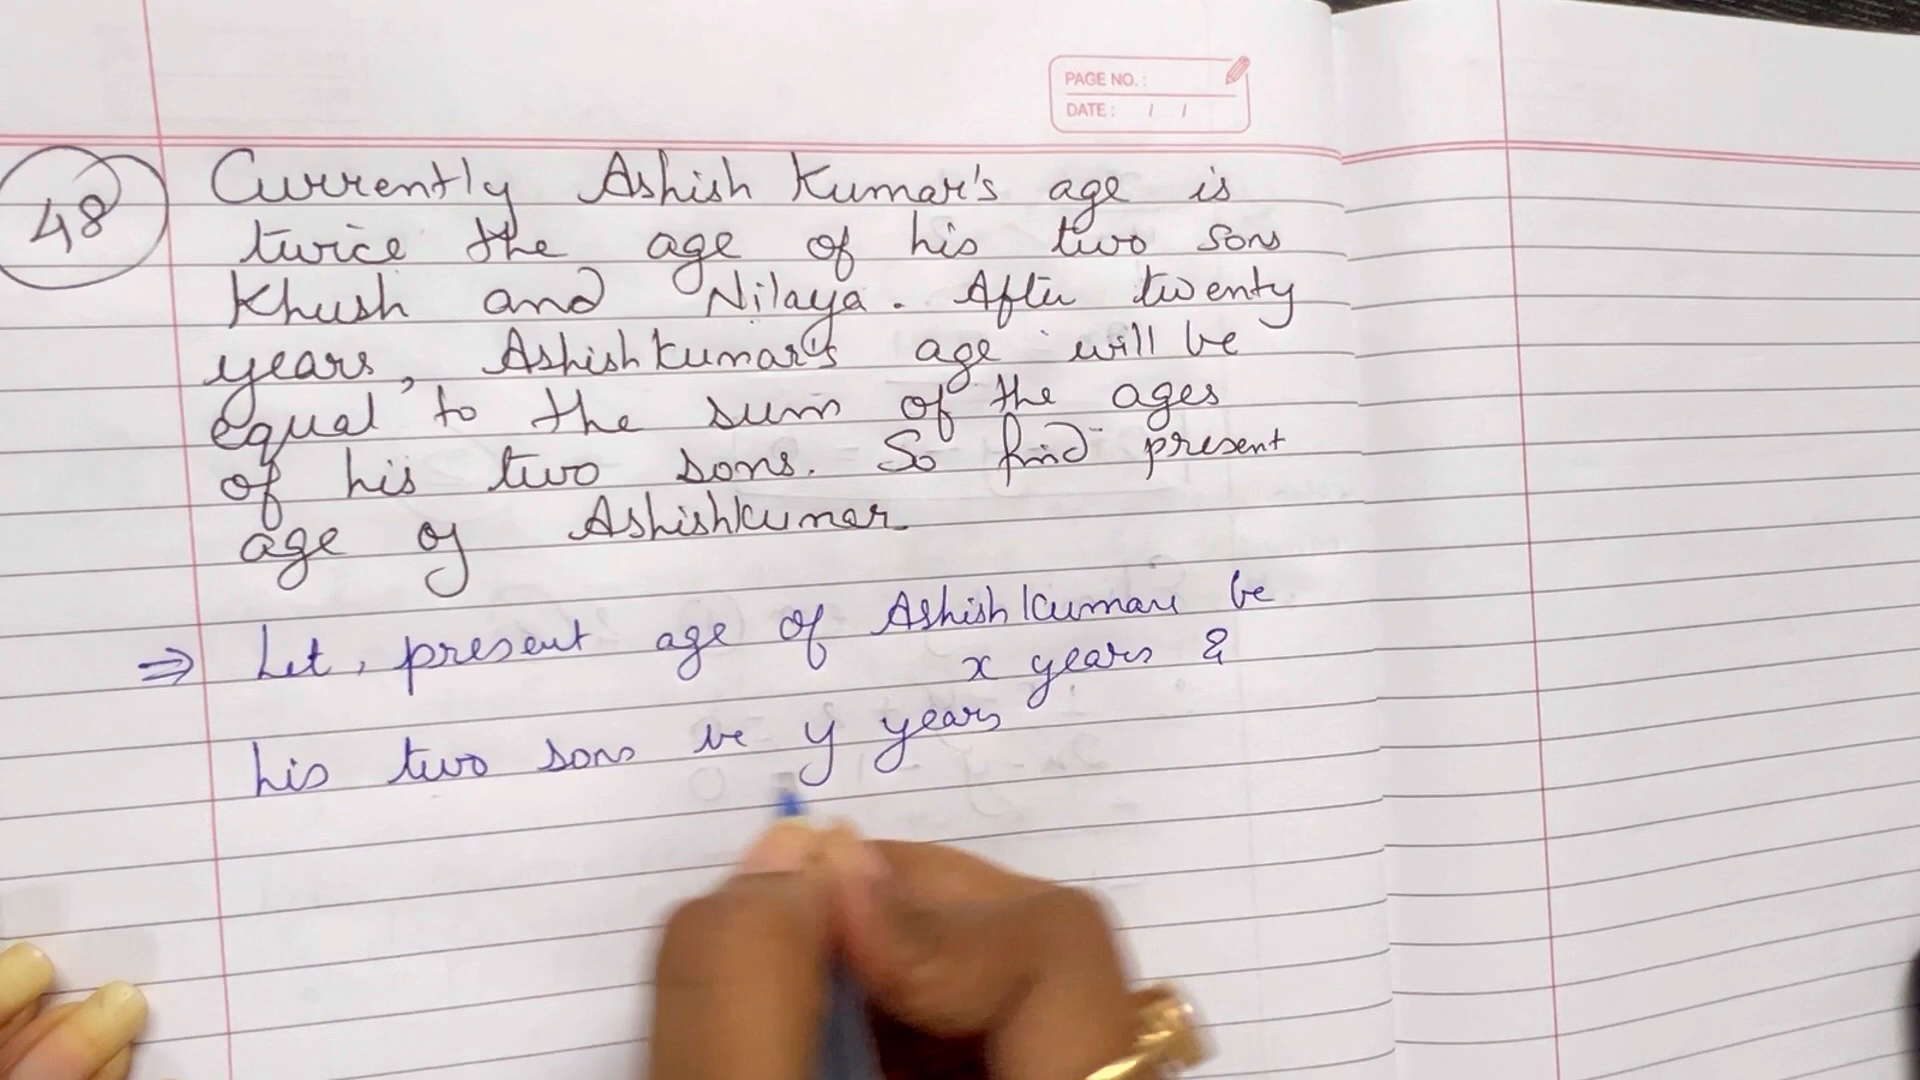 PAGE NO. :
DATE : / /
48
Currently Ashish Kumar's age is
twice the age of his two sons
Khush and Nilaya. After twenty
years, Ashishkumar's age will be
equal to the sum of the ages
of his two sons. So find present
age of Ashishkumar
⇒ Let, present age of Ashishkumar be
x years &
his two sons be y years